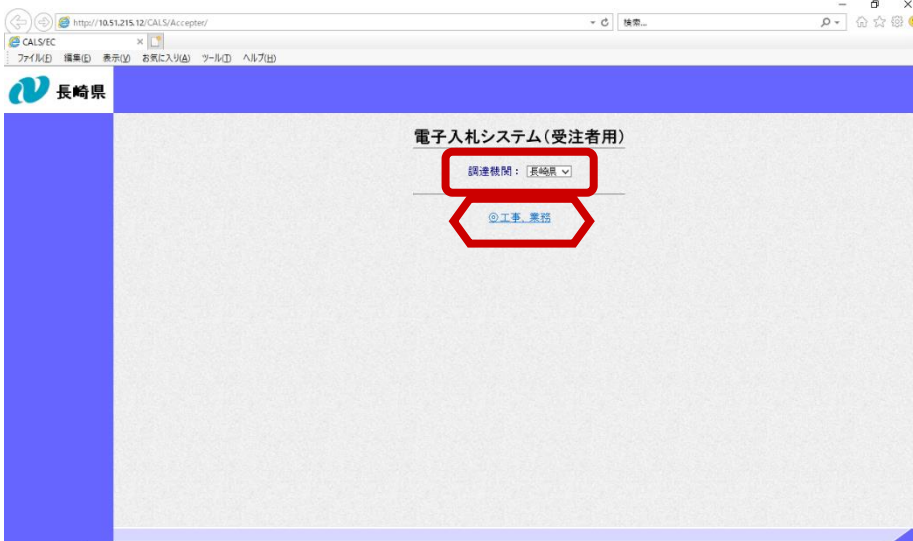 http://10.51.215.12/CALS/Accepter/
検索...
CALS/EC
ファイル(F) 編集(E) 表示(V) お気に入り(A) ツール(T) ヘルプ(H)
長崎県
電子入札システム(受注者用)
調達機関： 長崎県
◎工事、業務